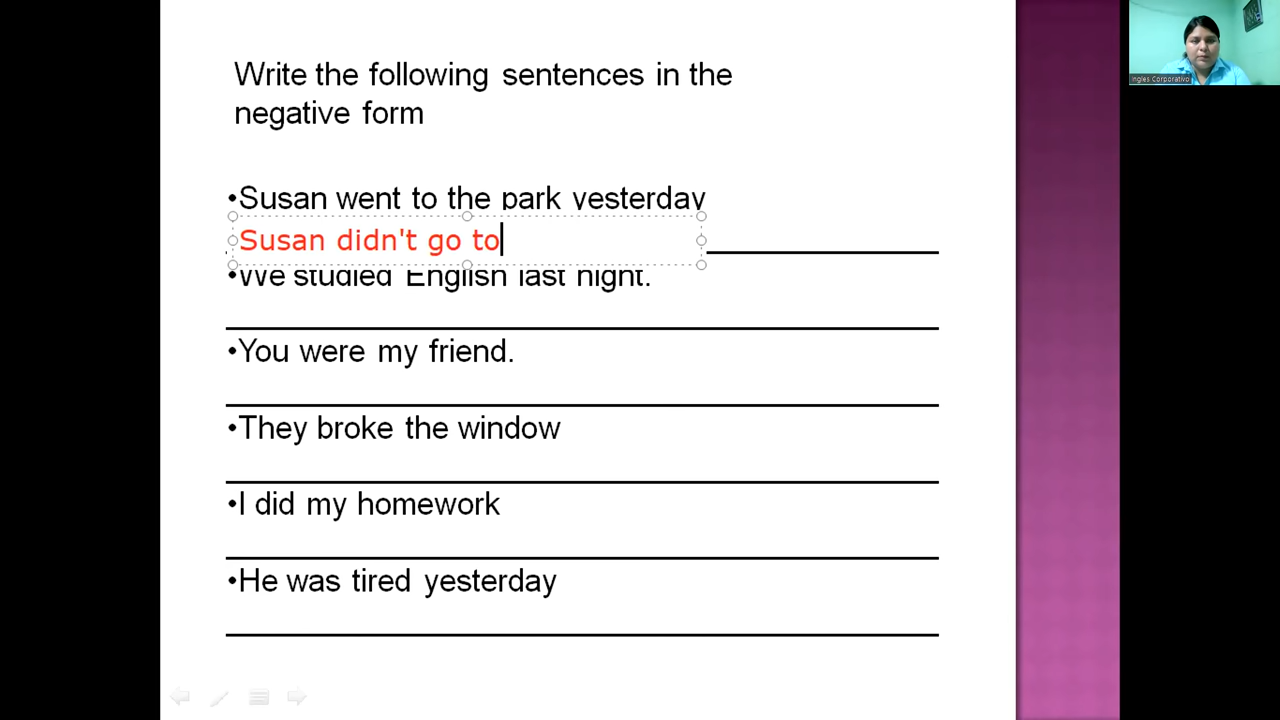 Write the following sentences in the
negative form
•Susan went to the park yesterday
Susan didn't go to
•We studied English last night.
•You were my friend.
•They broke the window
•I did my homework
•He was tired yesterday
Ingles Corporativo